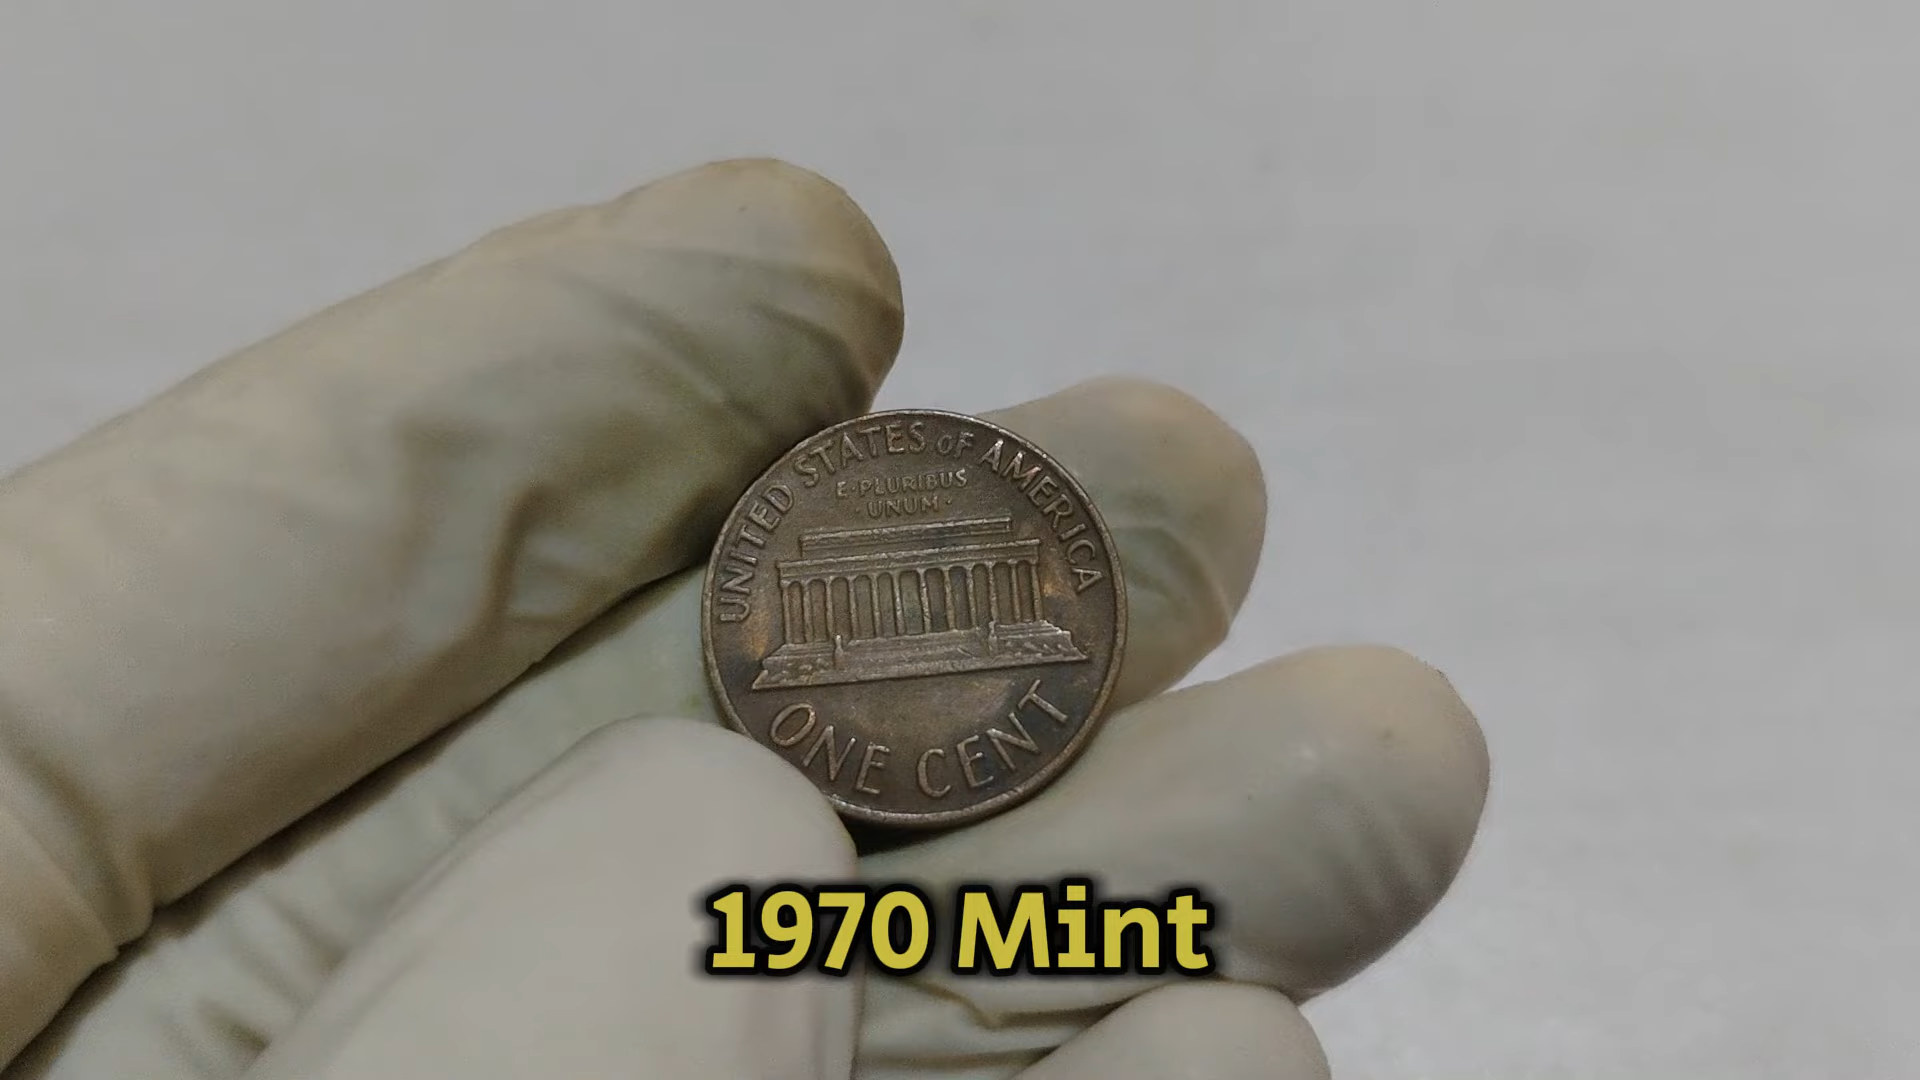 UNITED STATES OF AMERICA
E·PLURIBUS
·UNUM·
ONE CENT
1970 Mint